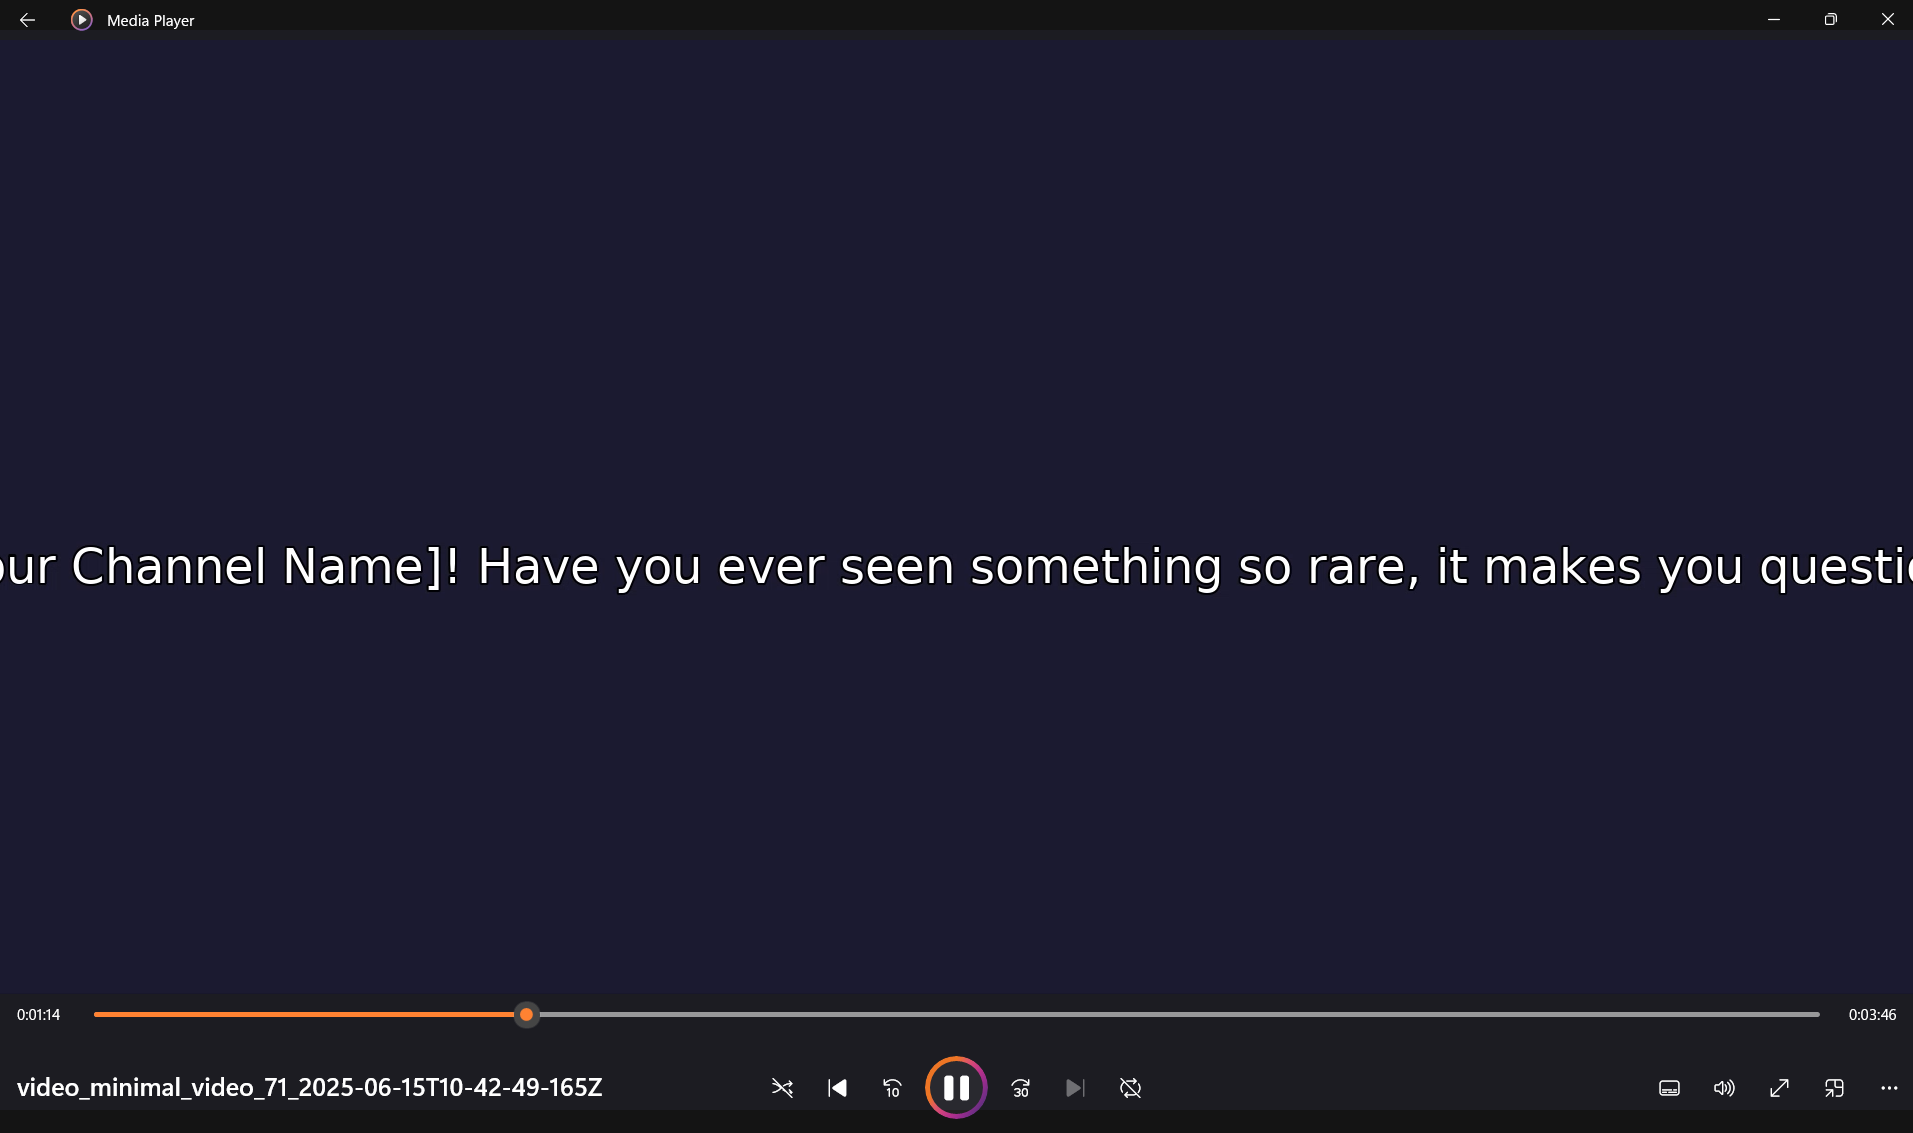 Media Player
our Channel Name]! Have you ever seen something so rare, it makes you questi
0:01:14
0:03:46
video_minimal_video_71_2025-06-15T10-42-49-165Z
10
30